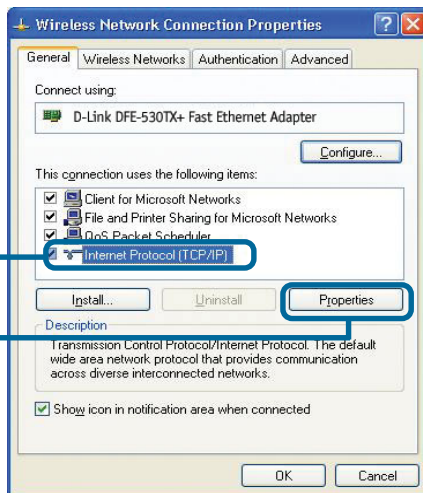 Wireless Network Connection Properties
General Wireless Networks Authentication Advanced
Connect using:
D-Link DFE-530TX+ Fast Ethernet Adapter
Configure...
This connection uses the following items:
Client for Microsoft Networks
File and Printer Sharing for Microsoft Networks
QoS Packet Scheduler
Internet Protocol (TCP/IP)
Install... Uninstall Properties
Description
Transmission Control Protocol/Internet Protocol. The default
wide area network protocol that provides communication
across diverse interconnected networks.
Show icon in notification area when connected
OK Cancel